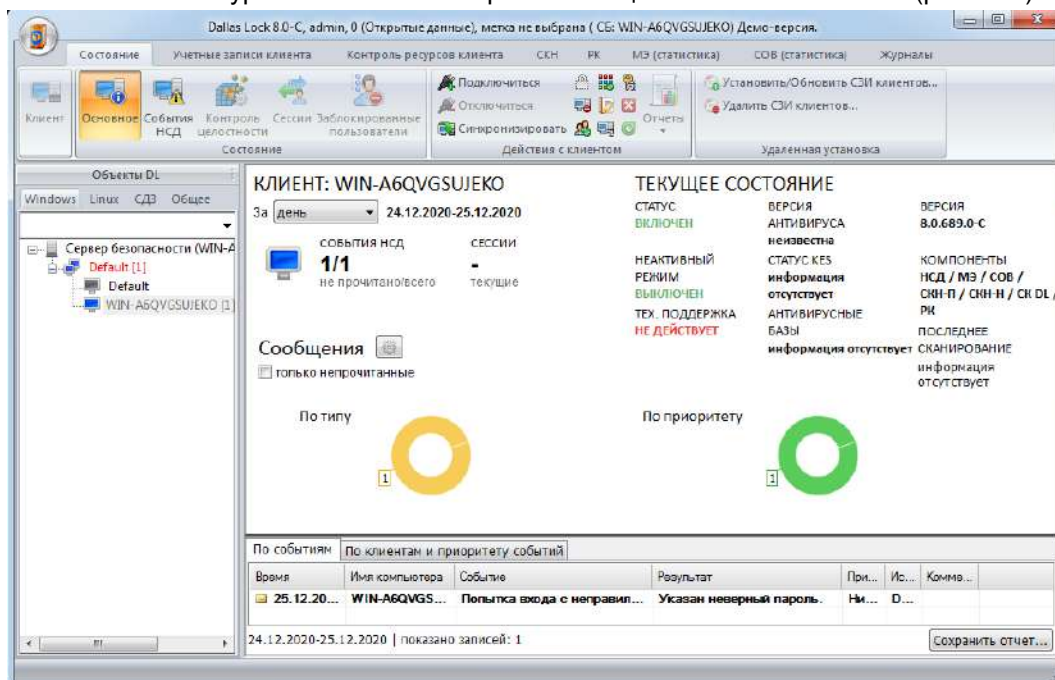 Dallas Lock 8.0-C, admin, 0 (Открытые данные), метка не выбрана ( СБ: WIN-A6QVGSUJEKO) Демо-версия.
Состояние Учетные записи клиента Контроль ресурсов клиента СКН РК МЭ (статистика) СОВ (статистика) Журналы
Клиент
Основное
События НСД
Контроль целостности
Сессии
Заблокированные пользователи
Состояние
Подключиться
Отключиться
Синхронизировать
Отчеты
Действия с клиентом
Установить/Обновить СЗИ клиентов...
Удалить СЗИ клиентов...
Удаленная установка
Объекты DL
Windows Linux СДЗ Общее
Сервер безопасности (WIN-A
Default [1]
Default
WIN-A6QVGSUJEKO [1]
КЛИЕНТ: WIN-A6QVGSUJEKO
За день 24.12.2020-25.12.2020
СОБЫТИЯ НСД
1/1
не прочитано/всего
СЕССИИ
-
текущие
Сообщения
только непрочитанные
ТЕКУЩЕЕ СОСТОЯНИЕ
СТАТУС
ВКЛЮЧЕН
НЕАКТИВНЫЙ
РЕЖИМ
ВЫКЛЮЧЕН
ТЕХ. ПОДДЕРЖКА
НЕ ДЕЙСТВУЕТ
ВЕРСИЯ
АНТИВИРУСА
неизвестна
СТАТУС KES
информация
отсутствует
АНТИВИРУСНЫЕ
БАЗЫ
информация отсутствует
ВЕРСИЯ
8.0.689.0-C
КОМПОНЕНТЫ
НСД / МЭ / СОВ /
СКН-П / СКН-Н / СК DL /
РК
ПОСЛЕДНЕЕ
СКАНИРОВАНИЕ
информация
отсутствует
По типу
1
По приоритету
1
По событиям По клиентам и приоритету событий
Время Имя компьютера Событие Результат При... Ис... Комме...
25.12.20... WIN-A6QVGS... Попытка входа с неправил... Указан неверный пароль. Ни... D...
24.12.2020-25.12.2020 | показано записей: 1
Сохранить отчет...